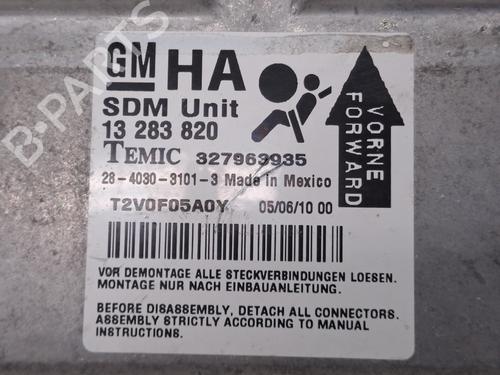 GM HA
SDM Unit
13 283 820
TEMIC 327963935
28-4030-3101-3 Made in Mexico
T2V0F05A0Y 05/06/10 00
VORNE
FORWARD
VOR DEMONTAGE ALLE STECKVERBINDUNGEN LOESEN.
MONTAGE NUR NACH EINBAUANLEITUNG.
BEFORE DISASSEMBLY, DETACH ALL CONNECTORS.
ASSEMBLY STRICTLY ACCORDING TO MANUAL
INSTRUCTIONS.
B-PARTS